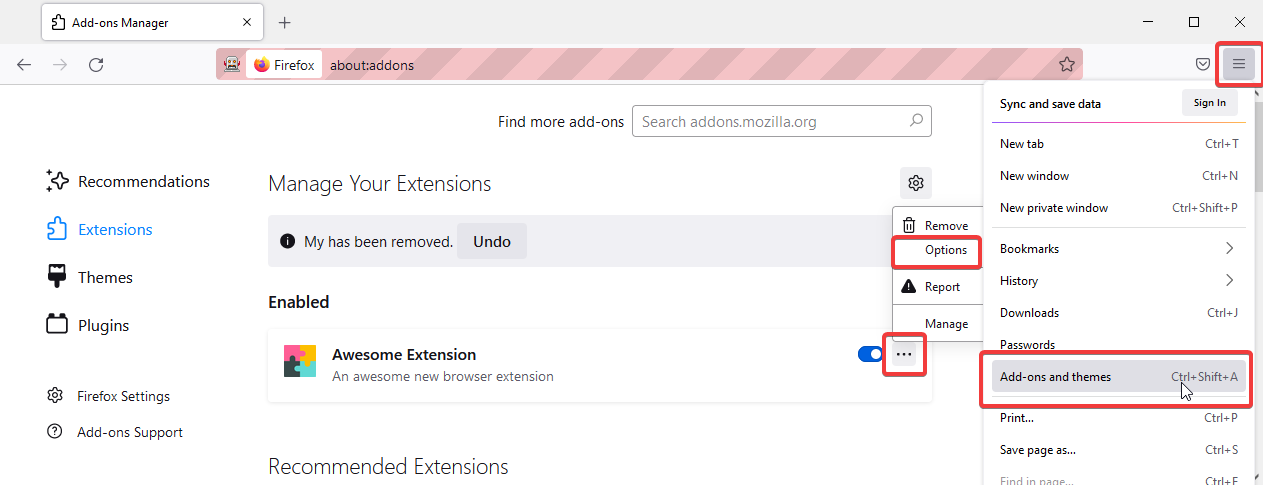 Add-ons Manager
Firefox about:addons
Find more add-ons Search addons.mozilla.org
Recommendations
Extensions
Themes
Plugins
Firefox Settings
Add-ons Support
Manage Your Extensions
My has been removed. Undo
Enabled
Awesome Extension
An awesome new browser extension
Recommended Extensions
Remove
Options
Report
Manage
Sync and save data Sign In
New tab Ctrl+T
New window Ctrl+N
New private window Ctrl+Shift+P
Bookmarks
History
Downloads Ctrl+J
Passwords
Add-ons and themes Ctrl+Shift+A
Print... Ctrl+P
Save page as... Ctrl+S
Find in page... Ctrl+F